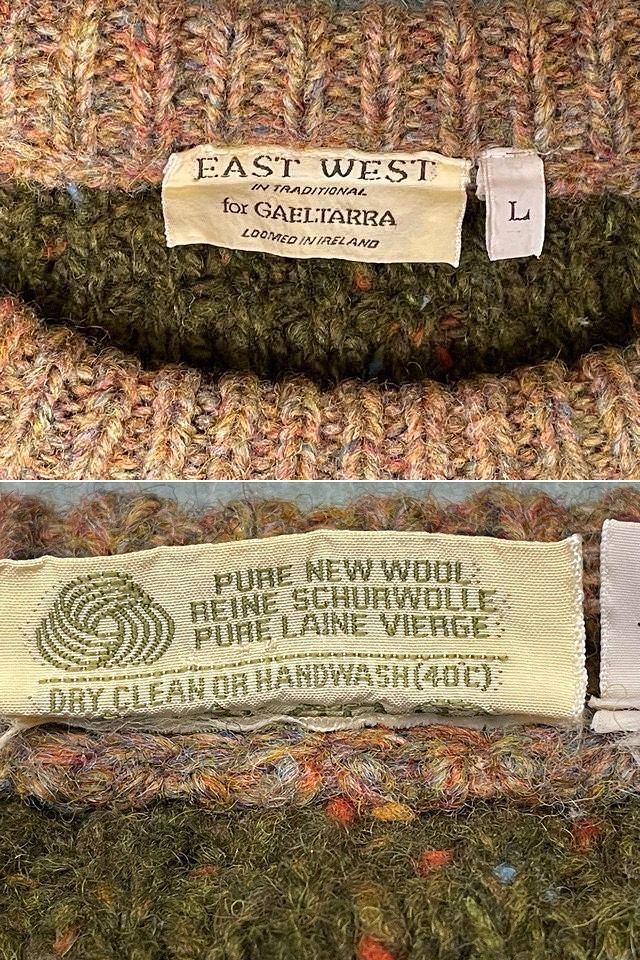 EAST WEST
IN TRADITIONAL
for GAELTARRA
LOOMED IN IRELAND
L
PURE NEW WOOL
REINE SCHURWOLLE
PURE LAINE VIERGE
DRY CLEAN OR HANDWASH (40°C)